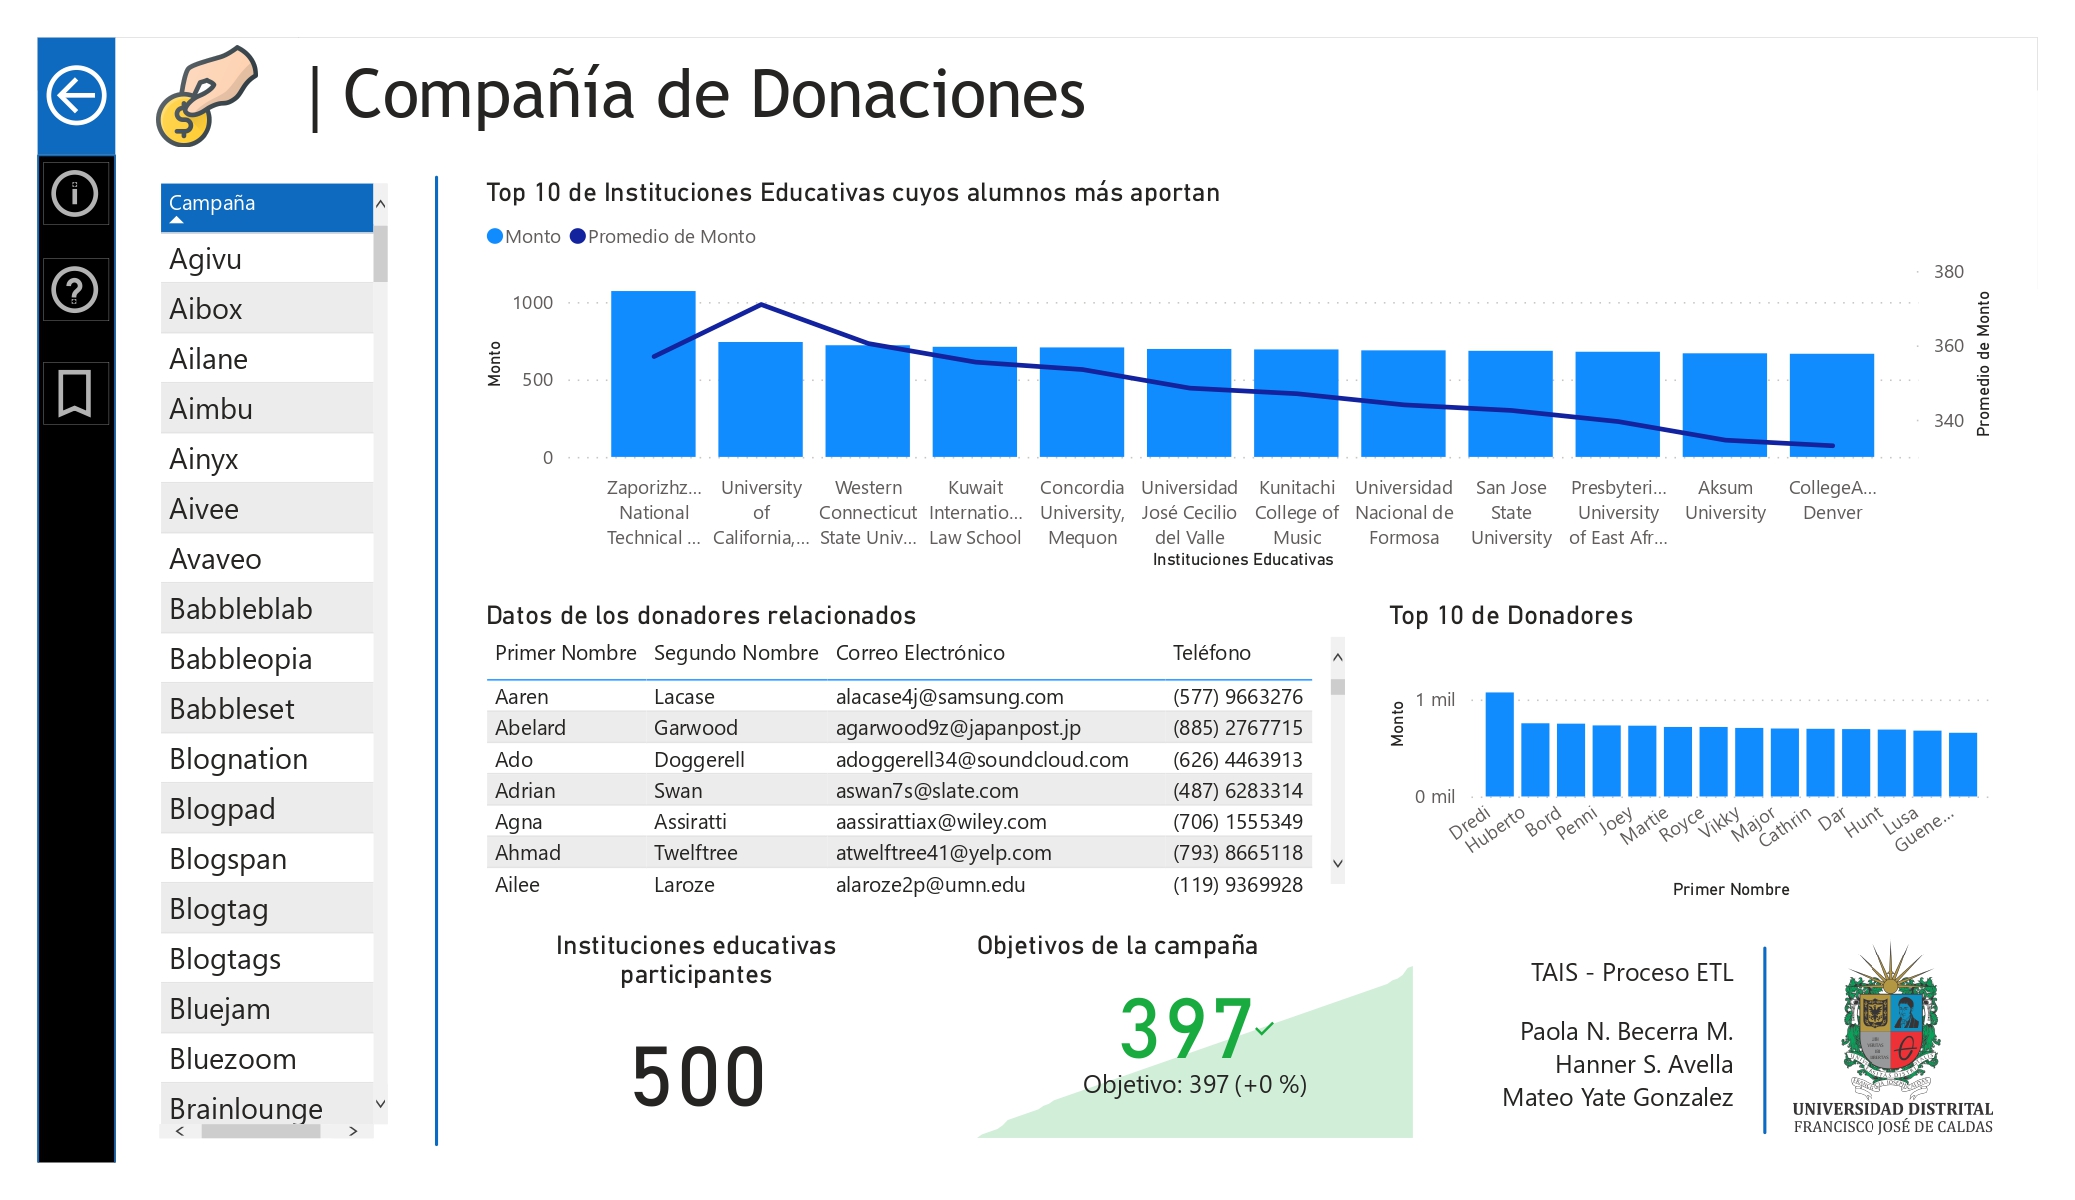 | Compañía de Donaciones
Campaña
Agivu
Aibox
Ailane
Aimbu
Ainyx
Aivee
Avaveo
Babbleblab
Babbleopia
Babbleset
Blognation
Blogpad
Blogspan
Blogtag
Blogtags
Bluejam
Bluezoom
Brainlounge
Top 10 de Instituciones Educativas cuyos alumnos más aportan
Monto Promedio de Monto
Monto
1000
500
0
380
360
340
Promedio de Monto
Zaporizhz... National Technical ...
University of California,...
Western Connecticut State Univ...
Kuwait Internatio... Law School
Concordia University, Mequon
Universidad José Cecilio del Valle
Kunitachi College of Music
Universidad Nacional de Formosa
San Jose State University
Presbyteri... University of East Afr...
Aksum University
CollegeA... Denver
Instituciones Educativas
Datos de los donadores relacionados
Primer Nombre Segundo Nombre Correo Electrónico Teléfono
Aaren Lacase alacase4j@samsung.com (577) 9663276
Abelard Garwood agarwood9z@japanpost.jp (885) 2767715
Ado Doggerell adoggerell34@soundcloud.com (626) 4463913
Adrian Swan aswan7s@slate.com (487) 6283314
Agna Assiratti aassirattiax@wiley.com (706) 1555349
Ahmad Twelftree atwelftree41@yelp.com (793) 8665118
Ailee Laroze alaroze2p@umn.edu (119) 9369928
Top 10 de Donadores
Monto
1 mil
0 mil
Dredi Huberto Bord Penni Joey Martie Royce Vikky Major Cathrin Dar Hunt Lusa Guene...
Primer Nombre
Instituciones educativas
participantes
500
Objetivos de la campaña
397
Objetivo: 397 (+0 %)
TAIS - Proceso ETL
Paola N. Becerra M.
Hanner S. Avella
Mateo Yate Gonzalez
UNIVERSIDAD DISTRITAL
FRANCISCO JOSÉ DE CALDAS